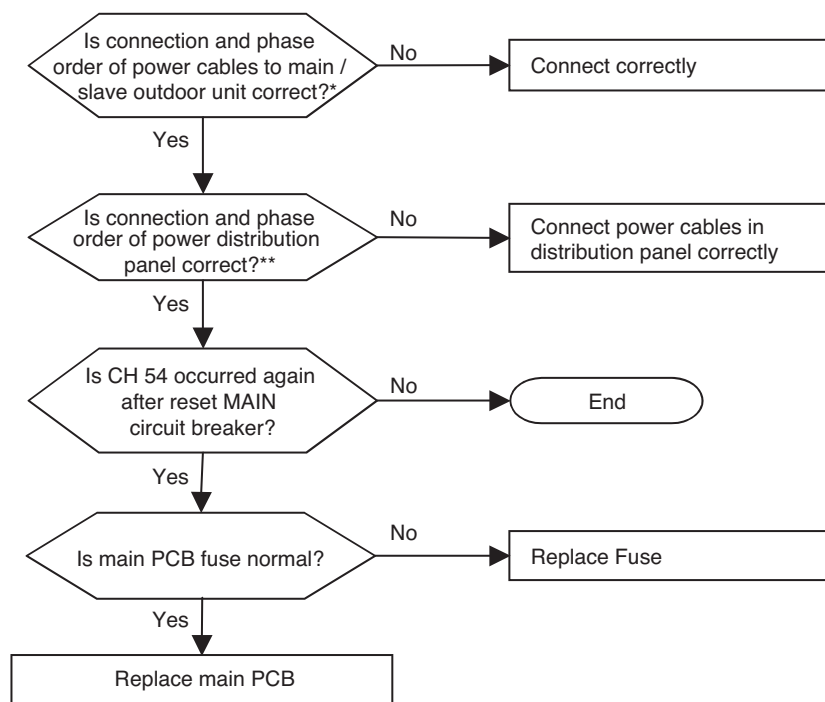 Is connection and phase
order of power cables to main /
slave outdoor unit correct?*
No
Connect correctly
Yes
Is connection and phase
order of power distribution
panel correct?**
No
Connect power cables in
distribution panel correctly
Yes
Is CH 54 occurred again
after reset MAIN
circuit breaker?
No
End
Yes
Is main PCB fuse normal?
No
Replace Fuse
Yes
Replace main PCB